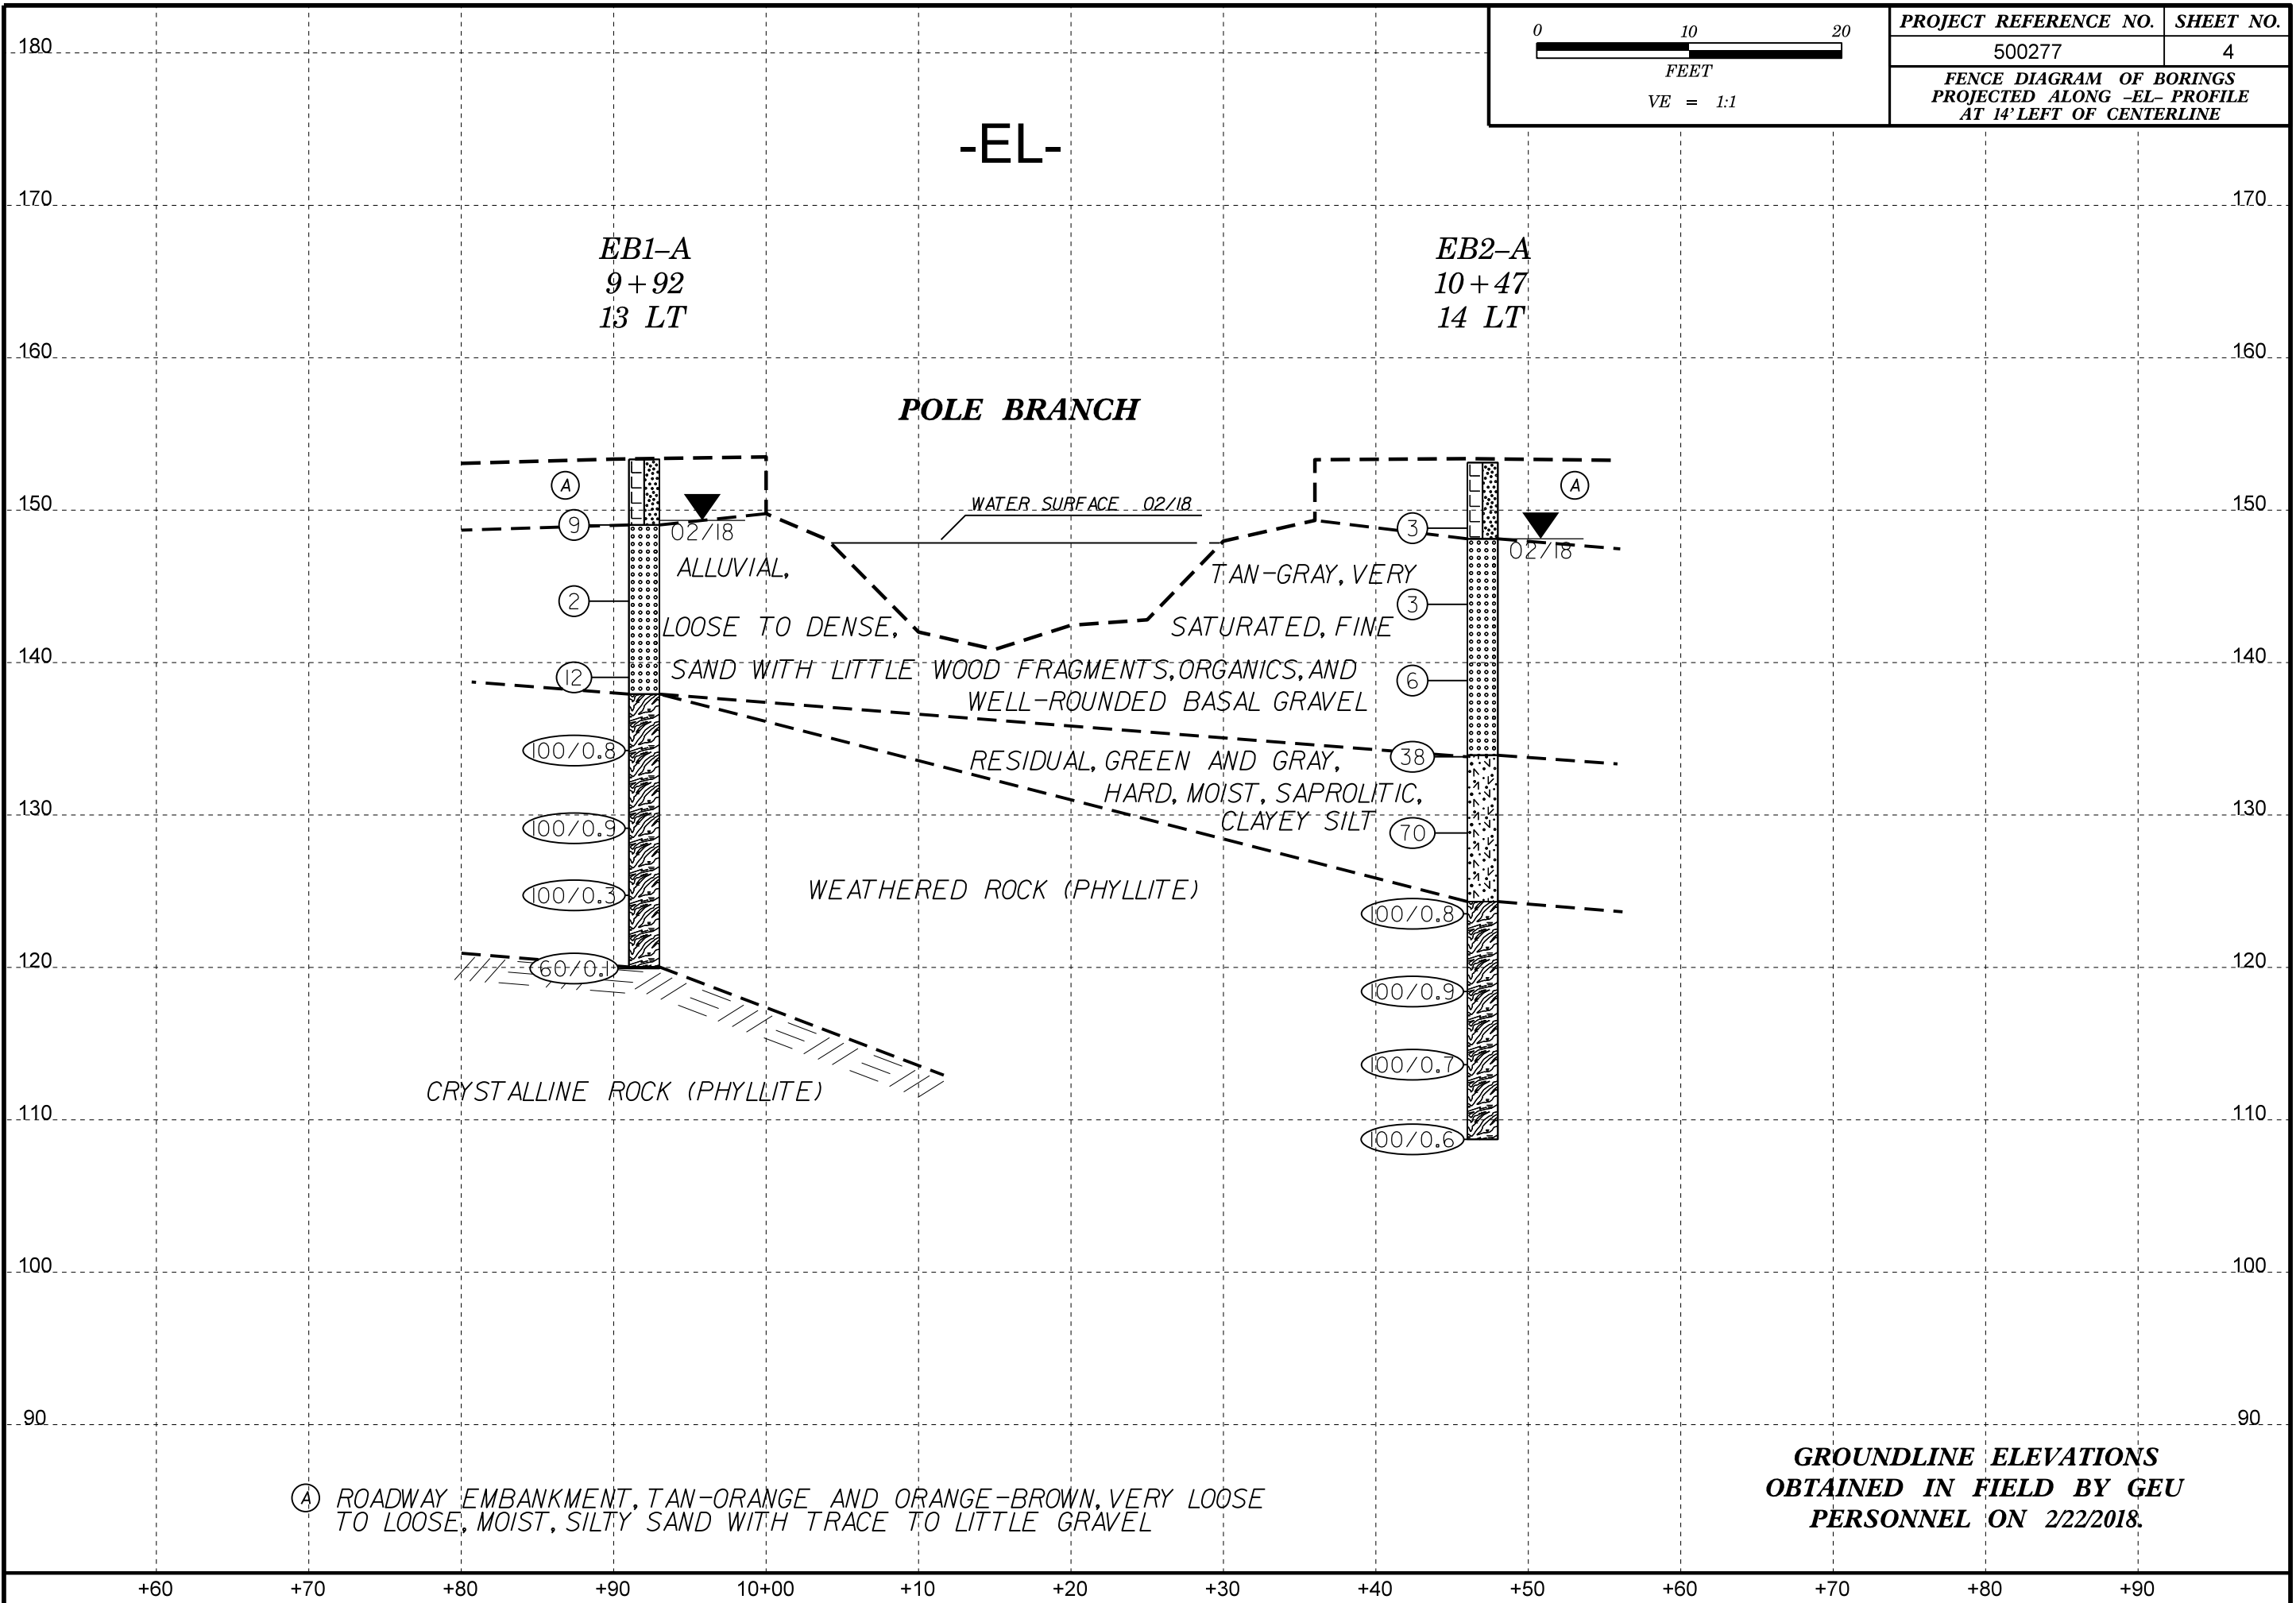 0 10 20
FEET
VE = 1:1
PROJECT REFERENCE NO. SHEET NO.
500277 4
FENCE DIAGRAM OF BORINGS
PROJECTED ALONG -EL- PROFILE
AT 14' LEFT OF CENTERLINE
180
-EL-
170 170
EB1-A EB2-A
9+92 10+47
13 LT 14 LT
160 160
POLE BRANCH
A A
150 WATER SURFACE 02/18 150
9 02/18 3 02/18
ALLUVIAL, TAN-GRAY, VERY
2 3
LOOSE TO DENSE, SATURATED, FINE
140 140
SAND WITH LITTLE WOOD FRAGMENTS, ORGANICS, AND
12 6
WELL-ROUNDED BASAL GRAVEL
100/0.8 38
RESIDUAL, GREEN AND GRAY,
HARD, MOIST, SAPROLITIC,
130 130
CLAYEY SILT
100/0.9 70
WEATHERED ROCK (PHYLLITE)
100/0.3 100/0.8
120 120
60/0.1 100/0.9
100/0.7
CRYSTALLINE ROCK (PHYLLITE)
110 110
100/0.6
100 100
90 90
GROUNDLINE ELEVATIONS
OBTAINED IN FIELD BY GEU
PERSONNEL ON 2/22/2018.
A ROADWAY EMBANKMENT, TAN-ORANGE AND ORANGE-BROWN, VERY LOOSE
TO LOOSE, MOIST, SILTY SAND WITH TRACE TO LITTLE GRAVEL
+60 +70 +80 +90 10+00 +10 +20 +30 +40 +50 +60 +70 +80 +90